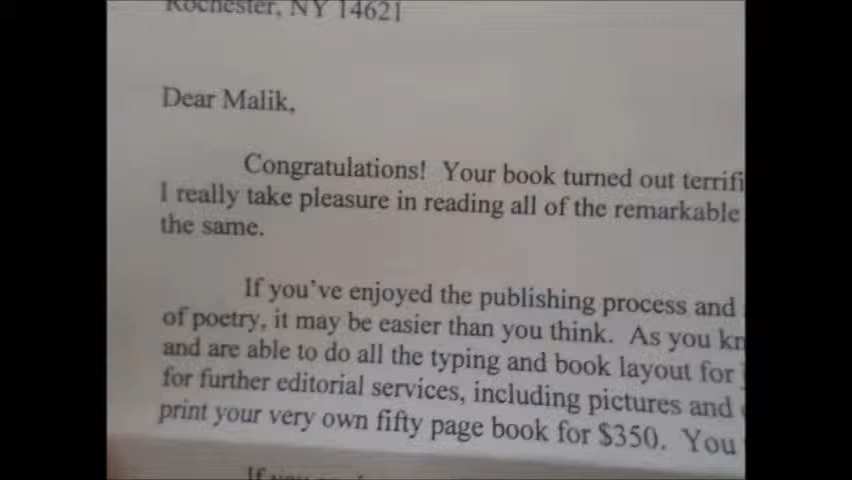 Rochester, NY 14621
Dear Malik,
Congratulations! Your book turned out
I really take pleasure in reading all of the remarkable
the same.
If you've enjoyed the publishing process and
of poetry, it may be easier than you think. As you
and are able to do all the typing and book layout for
for further editorial services, including pictures and
print your very own fifty page book for $350. You
If